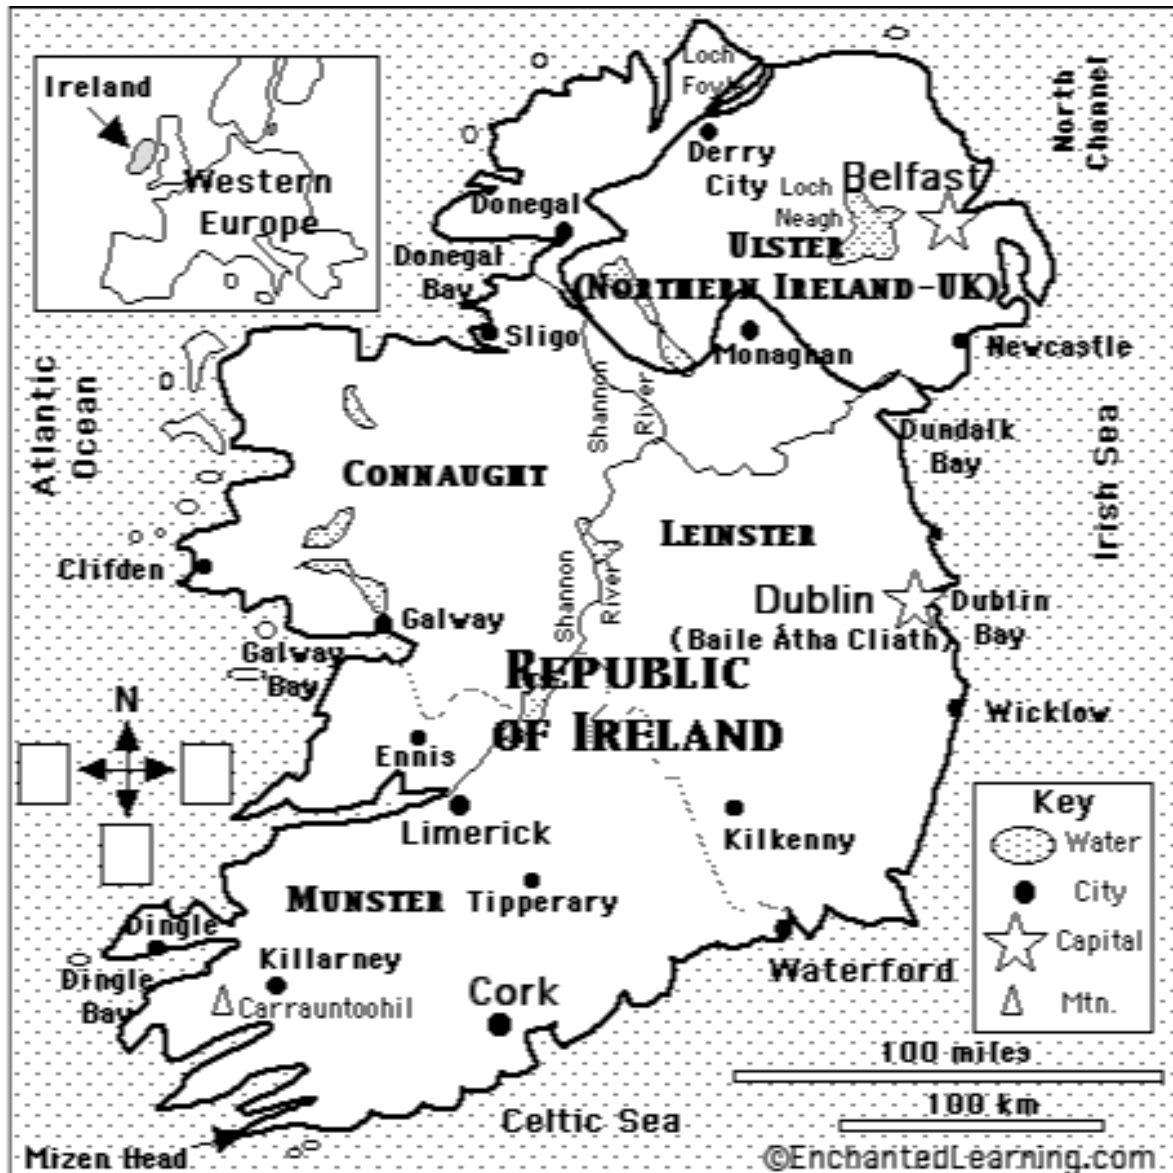 Ireland
Western
Europe
Loch
Foyle
North
Channel
Derry
City
Loch
Neagh
Belfast
Donegal
Donegal
Bay
ULSTER
(NORTHERN IRELAND-UK)
Sligo
Monaghan
Newcastle
Atlantic
Ocean
Shannon
River
Dundalk
Bay
Irish Sea
CONNAUGHT
LEINSTER
Clifden
Shannon
River
Dublin
(Baile Átha Cliath)
Dublin
Bay
Galway
Galway
Bay
REPUBLIC
OF IRELAND
N
Wicklow
Ennis
Limerick
Kilkenny
MUNSTER
Tipperary
Dingle
Dingle
Bay
Killarney
Carrauntoohil
Cork
Waterford
Key
Water
City
Capital
Mtn.
100 miles
100 km
Celtic Sea
Mizen Head
©EnchantedLearning.com